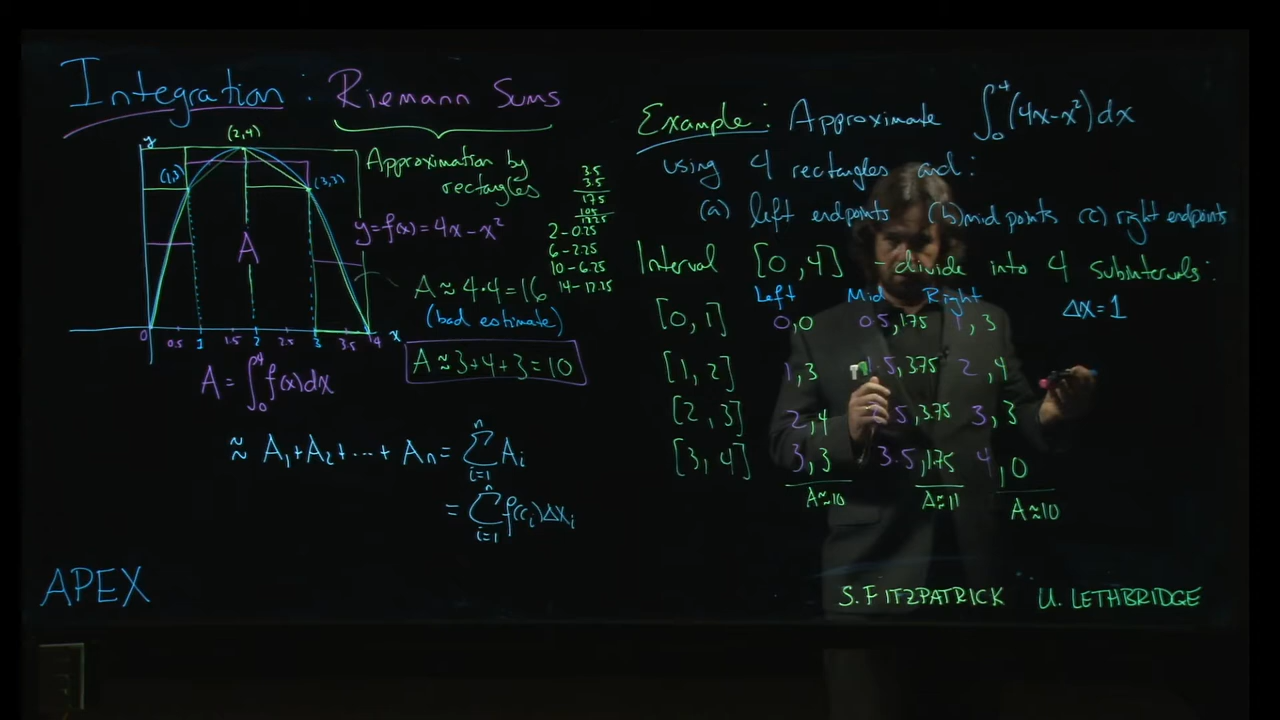 Integration: Riemann Sums
y
(2,4)
(1,3)
(3,3)
A
0 0.5 1 1.5 2 2.5 3 3.5 4 x
A = ∫₀⁴ f(x)dx
Approximation by
rectangles
y=f(x)=4x-x²
A≈4·4=16
(bad estimate)
A≈3+4+3=10
3.5
3.5
175
105
12.25
2-0.25
6-2.25
10-6.25
14-12.25
≈ A₁+A₂+···+Aₙ = ∑ᵢ₌₁ⁿ Aᵢ
= ∑ᵢ₌₁ⁿ f(cᵢ)Δxᵢ
APEX
Example: Approximate ∫₀⁴ (4x-x²)dx
using 4 rectangles and:
(a) left endpoints (b) midpoints (c) right endpoints
Interval [0,4] - divide into 4 subintervals:
Left Mid Right Δx=1
[0,1] 0,0 0.5,1.75 1,3
[1,2] 1,3 1.5,3.75 2,4
[2,3] 2,4 2.5,3.75 3,3
[3,4] 3,3 3.5,1.75 4,0
A≈10 A≈11 A≈10
S. FITZPATRICK U. LETHBRIDGE